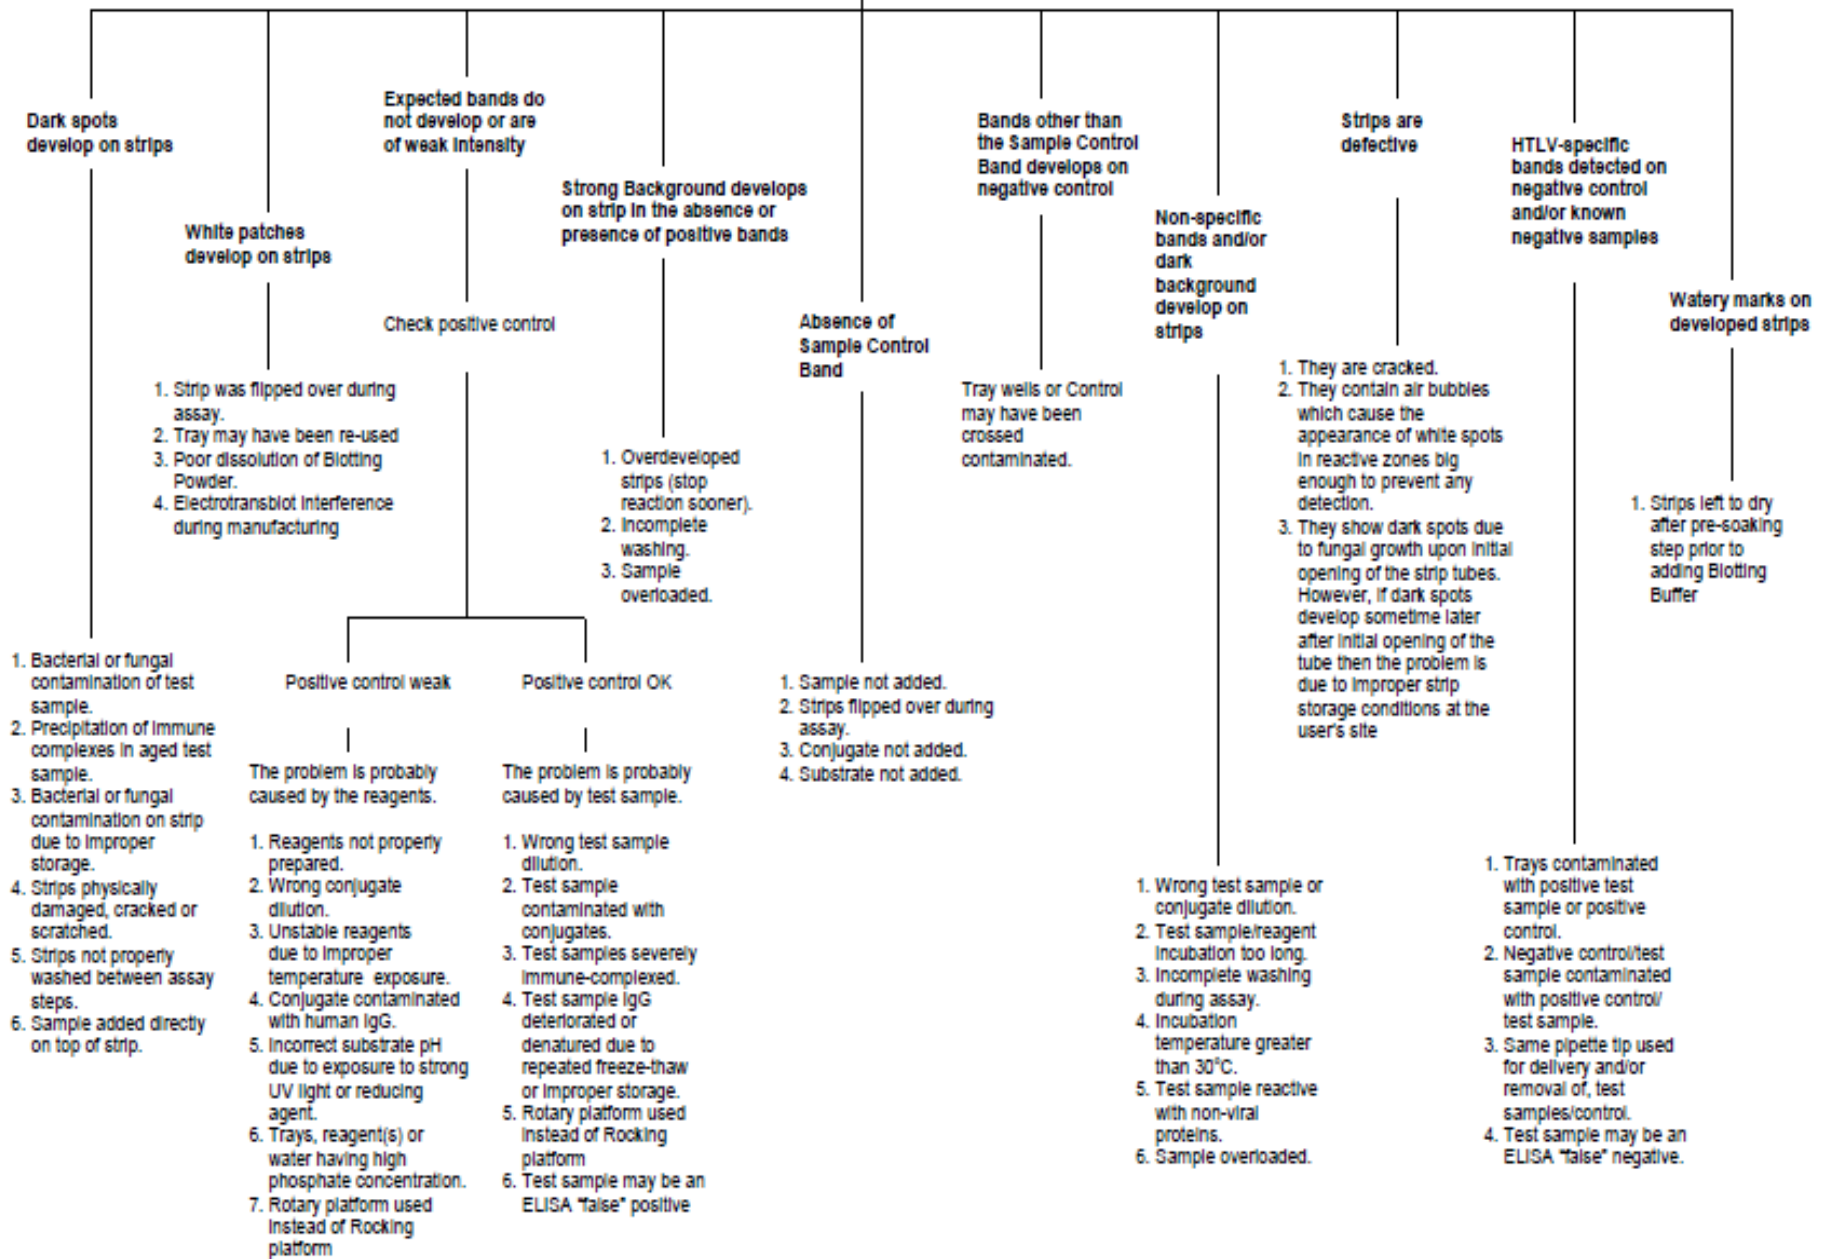 Dark spots
develop on strips
1. Bacterial or fungal
contamination of test
sample.
2. Precipitation of immune
complexes in aged test
sample.
3. Bacterial or fungal
contamination on strip
due to improper
storage.
4. Strips physically
damaged, cracked or
scratched.
5. Strips not properly
washed between assay
steps.
6. Sample added directly
on top of strip.
White patches
develop on strips
1. Strip was flipped over during
assay.
2. Tray may have been re-used
3. Poor dissolution of Blotting
Powder.
4. Electrotransblot interference
during manufacturing
Expected bands do
not develop or are
of weak intensity
Check positive control
Positive control weak
The problem is probably
caused by the reagents.
1. Reagents not properly
prepared.
2. Wrong conjugate
dilution.
3. Unstable reagents
due to improper
temperature exposure.
4. Conjugate contaminated
with human IgG.
5. Incorrect substrate pH
due to exposure to strong
UV light or reducing
agent.
6. Trays, reagent(s) or
water having high
phosphate concentration.
7. Rotary platform used
instead of Rocking
platform
Positive control OK
The problem is probably
caused by test sample.
1. Wrong test sample
dilution.
2. Test sample
contaminated with
conjugates.
3. Test samples severely
immune-complexed.
4. Test sample IgG
deteriorated or
denatured due to
repeated freeze-thaw
or improper storage.
5. Rotary platform used
instead of Rocking
platform
6. Test sample may be an
ELISA "false" positive
Strong Background develops
on strip in the absence or
presence of positive bands
1. Overdeveloped
strips (stop
reaction sooner).
2. Incomplete
washing.
3. Sample
overloaded.
Absence of
Sample Control
Band
1. Sample not added.
2. Strips flipped over during
assay.
3. Conjugate not added.
4. Substrate not added.
Bands other than
the Sample Control
Band develops on
negative control
Tray wells or Control
may have been
crossed
contaminated.
Non-specific
bands and/or
dark
background
develop on
strips
1. Wrong test sample or
conjugate dilution.
2. Test sample/reagent
incubation too long.
3. Incomplete washing
during assay.
4. Incubation
temperature greater
than 30°C.
5. Test sample reactive
with non-viral
proteins.
6. Sample overloaded.
Strips are
defective
1. They are cracked.
2. They contain air bubbles
which cause the
appearance of white spots
in reactive zones big
enough to prevent any
detection.
3. They show dark spots due
to fungal growth upon initial
opening of the strip tubes.
However, if dark spots
develop sometime later
after initial opening of the
tube then the problem is
due to improper strip
storage conditions at the
user's site
HTLV-specific
bands detected on
negative control
and/or known
negative samples
1. Trays contaminated
with positive test
sample or positive
control.
2. Negative control/test
sample contaminated
with positive control/
test sample.
3. Same pipette tip used
for delivery and/or
removal of, test
samples/control.
4. Test sample may be an
ELISA "false" negative.
Watery marks on
developed strips
1. Strips left to dry
after pre-soaking
step prior to
adding Blotting
Buffer